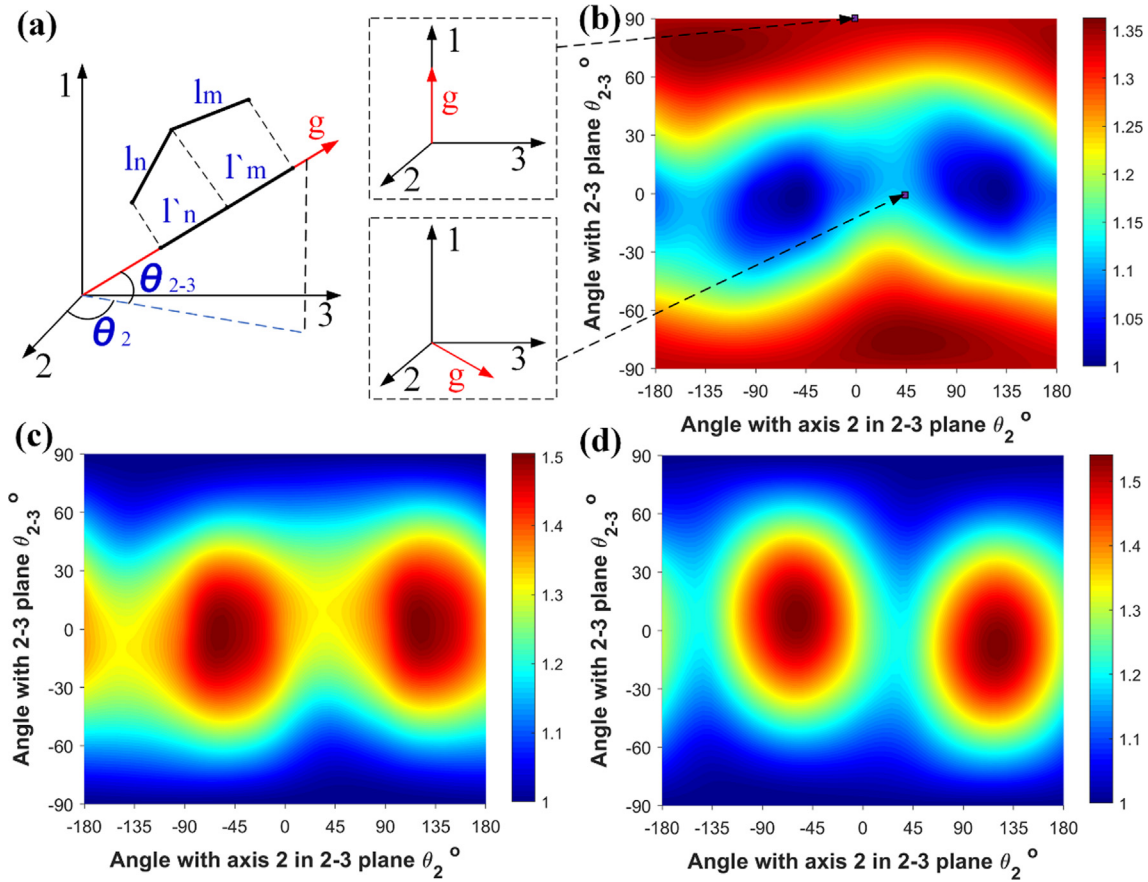 (a)
1
lm
ln
g
l`m
l`n
θ 2-3
3
θ 2
2
1
g
3
2
1
3
2
g
(b)
Angle with 2-3 plane θ2-3 o
90
60
30
0
-30
-60
-90
-180 -135 -90 -45 0 45 90 135 180
Angle with axis 2 in 2-3 plane θ2 o
1.35
1.3
1.25
1.2
1.15
1.1
1.05
1
(c)
Angle with 2-3 plane θ2-3 o
90
60
30
0
-30
-60
-90
-180 -135 -90 -45 0 45 90 135 180
Angle with axis 2 in 2-3 plane θ2 o
1.5
1.4
1.3
1.2
1.1
1
(d)
Angle with 2-3 plane θ2-3 o
90
60
30
0
-30
-60
-90
-180 -135 -90 -45 0 45 90 135 180
Angle with axis 2 in 2-3 plane θ2 o
1.5
1.4
1.3
1.2
1.1
1